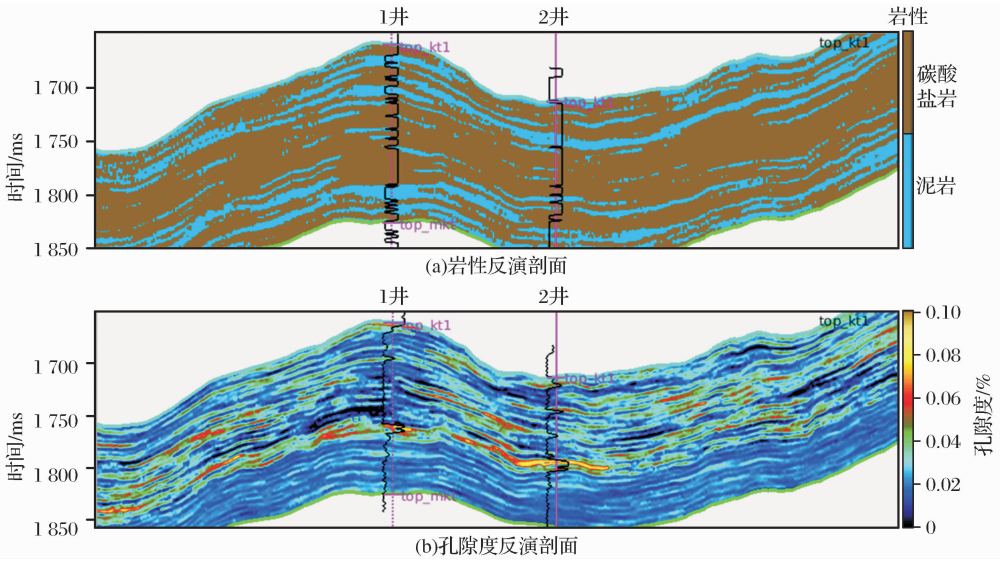 1井
2井
岩性
top_kt1
top_kt1
top_kt1
碳酸
盐岩
泥岩
1 700
1 750
1 800
1 850
时间/ms
top_mkt
(a)岩性反演剖面
1井
2井
top_kt1
top_kt1
top_kt1
0.10
0.08
0.06
0.04
0.02
0
孔隙度/%
1 700
1 750
1 800
1 850
时间/ms
top_mkt
(b)孔隙度反演剖面